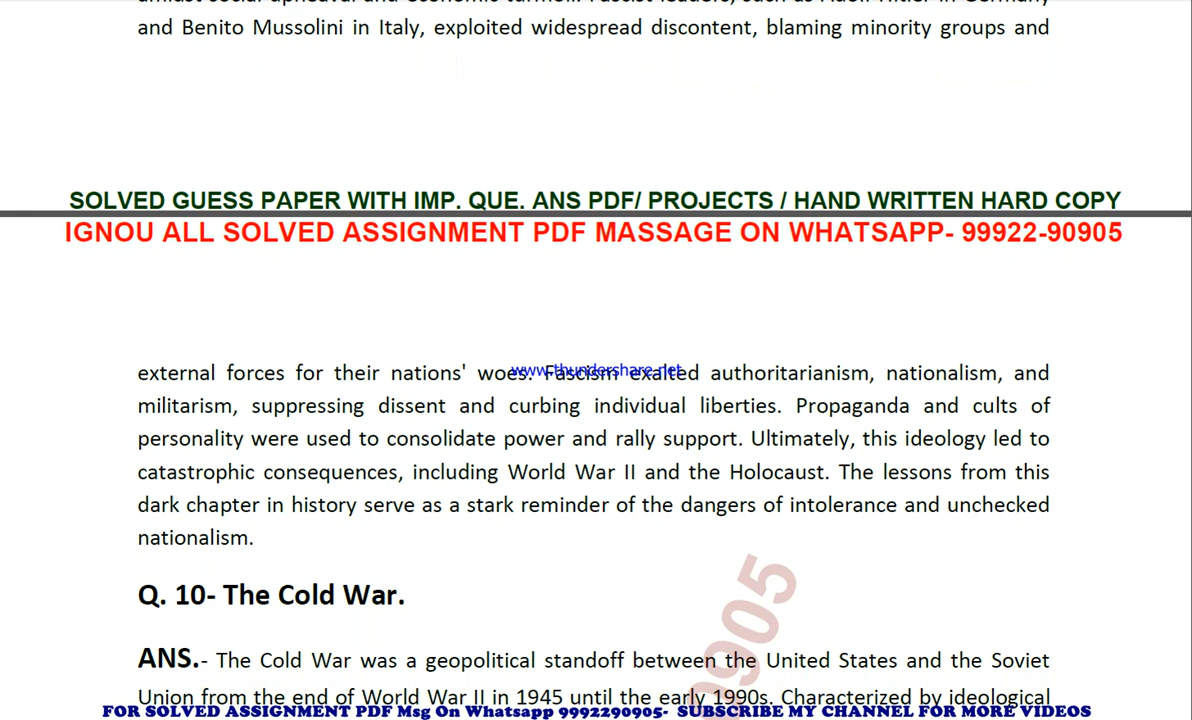 and Benito Mussolini in Italy, exploited widespread discontent, blaming minority groups and
SOLVED GUESS PAPER WITH IMP. QUE. ANS PDF/ PROJECTS / HAND WRITTEN HARD COPY
IGNOU ALL SOLVED ASSIGNMENT PDF MASSAGE ON WHATSAPP- 99922-90905
external forces for their nations' woes. Fascism exalted authoritarianism, nationalism, and
www.thundershare.net
militarism, suppressing dissent and curbing individual liberties. Propaganda and cults of
personality were used to consolidate power and rally support. Ultimately, this ideology led to
catastrophic consequences, including World War II and the Holocaust. The lessons from this
dark chapter in history serve as a stark reminder of the dangers of intolerance and unchecked
nationalism.
Q. 10- The Cold War.
ANS.- The Cold War was a geopolitical standoff between the United States and the Soviet
Union from the end of World War II in 1945 until the early 1990s. Characterized by ideological
0905
FOR SOLVED ASSIGNMENT PDF Msg On Whatsapp 9992290905- SUBSCRIBE MY CHANNEL FOR MORE VIDEOS